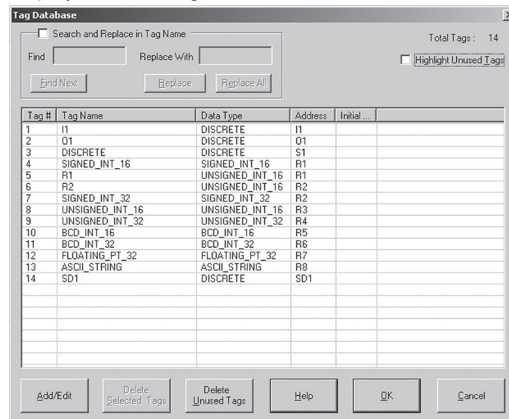 Tag Database
Search and Replace in Tag Name
Total Tags : 14
Find Replace With
Highlight Unused Tags
Find Next Replace Replace All
Tag # Tag Name Data Type Address Initial ...
1 I1 DISCRETE I1
2 O1 DISCRETE O1
3 DISCRETE DISCRETE S1
4 SIGNED_INT_16 SIGNED_INT_16 R1
5 R1 UNSIGNED_INT_16 R1
6 R2 UNSIGNED_INT_16 R2
7 SIGNED_INT_32 SIGNED_INT_32 R2
8 UNSIGNED_INT_16 UNSIGNED_INT_16 R3
9 UNSIGNED_INT_32 UNSIGNED_INT_32 R4
10 BCD_INT_16 BCD_INT_16 R5
11 BCD_INT_32 BCD_INT_32 R6
12 FLOATING_PT_32 FLOATING_PT_32 R7
13 ASCII_STRING ASCII_STRING R8
14 SD1 DISCRETE SD1
Add/Edit Delete Selected Tags Delete Unused Tags Help OK Cancel